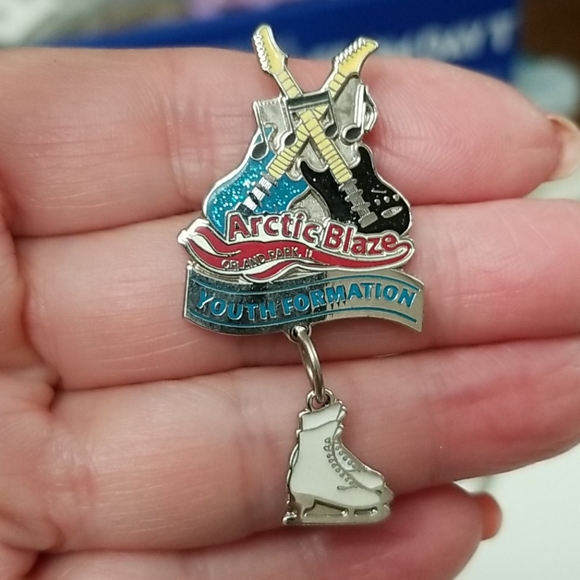 Arctic Blaze
ORLAND PARK, IL
YOUTH FORMATION